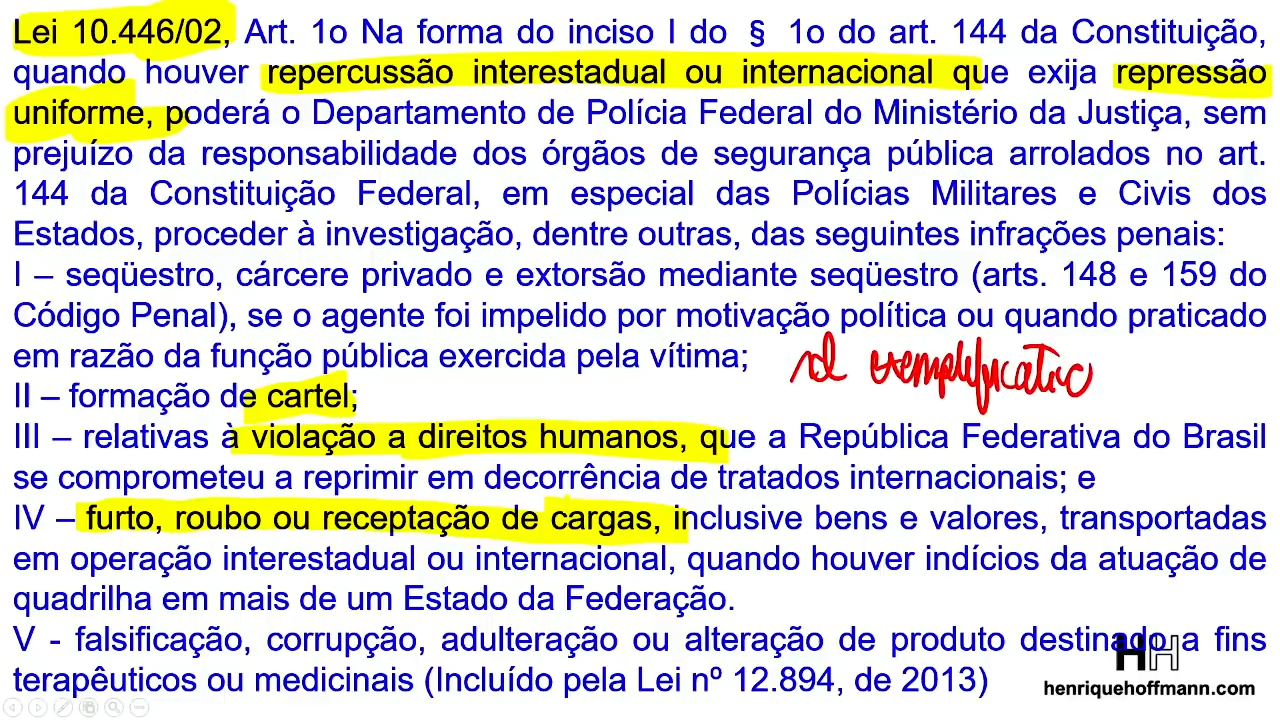 Lei 10.446/02, Art. 1o Na forma do inciso I do § 1o do art. 144 da Constituição,
quando houver repercussão interestadual ou internacional que exija repressão
uniforme, poderá o Departamento de Polícia Federal do Ministério da Justiça, sem
prejuízo da responsabilidade dos órgãos de segurança pública arrolados no art.
144 da Constituição Federal, em especial das Polícias Militares e Civis dos
Estados, proceder à investigação, dentre outras, das seguintes infrações penais:
I – seqüestro, cárcere privado e extorsão mediante seqüestro (arts. 148 e 159 do
Código Penal), se o agente foi impelido por motivação política ou quando praticado
em razão da função pública exercida pela vítima;
exemplificativo
II – formação de cartel;
III – relativas à violação a direitos humanos, que a República Federativa do Brasil
se comprometeu a reprimir em decorrência de tratados internacionais; e
IV – furto, roubo ou receptação de cargas, inclusive bens e valores, transportadas
em operação interestadual ou internacional, quando houver indícios da atuação de
quadrilha em mais de um Estado da Federação.
V - falsificação, corrupção, adulteração ou alteração de produto destinado a fins
terapêuticos ou medicinais (Incluído pela Lei nº 12.894, de 2013)
HH
henriquehoffmann.com